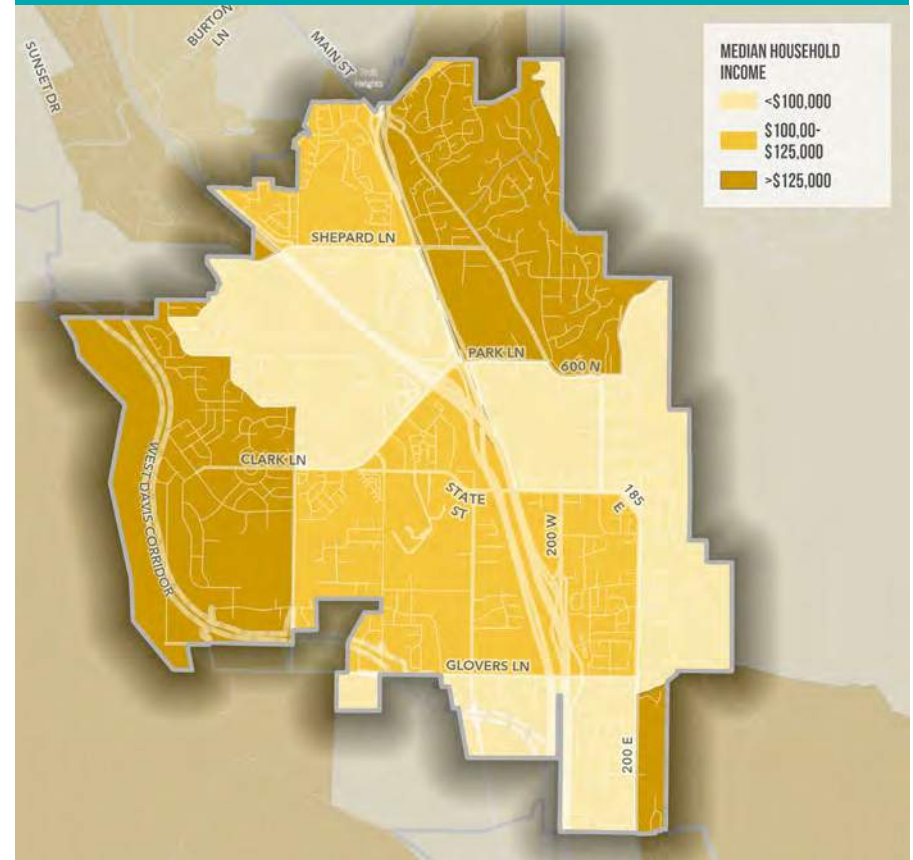 SUNSET DR
BURTON
LN
MAIN ST
MEDIAN HOUSEHOLD
INCOME
<$100,000
$100,00-
$125,000
>$125,000
SHEPARD LN
PARK LN
600 N
CLARK LN
STATE
ST
185
E
200 W
WEST DAVIS CORRIDOR
GLOVERS LN
200 E